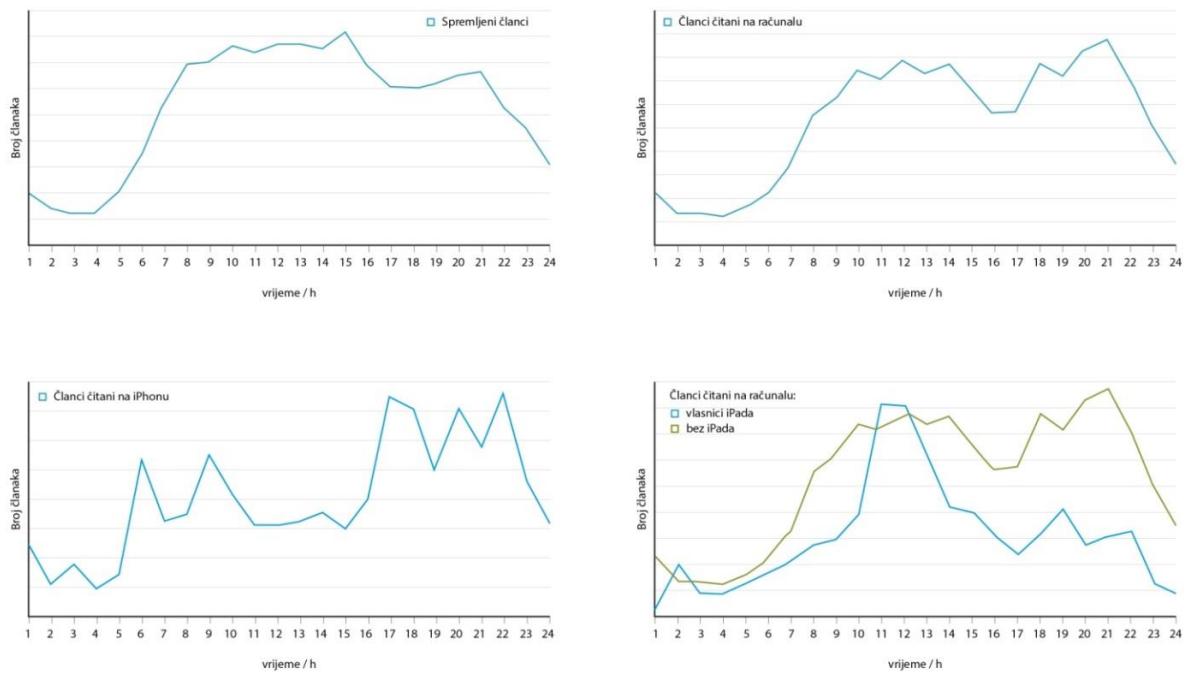 Spremljeni članci
Broj članaka
1 2 3 4 5 6 7 8 9 10 11 12 13 14 15 16 17 18 19 20 21 22 23 24
vrijeme / h
Članci čitani na računalu
Broj članaka
1 2 3 4 5 6 7 8 9 10 11 12 13 14 15 16 17 18 19 20 21 22 23 24
vrijeme / h
Članci čitani na iPhonu
Broj članaka
1 2 3 4 5 6 7 8 9 10 11 12 13 14 15 16 17 18 19 20 21 22 23 24
vrijeme / h
Članci čitani na računalu:
vlasnici iPada
bez iPada
Broj članaka
1 2 3 4 5 6 7 8 9 10 11 12 13 14 15 16 17 18 19 20 21 22 23 24
vrijeme / h